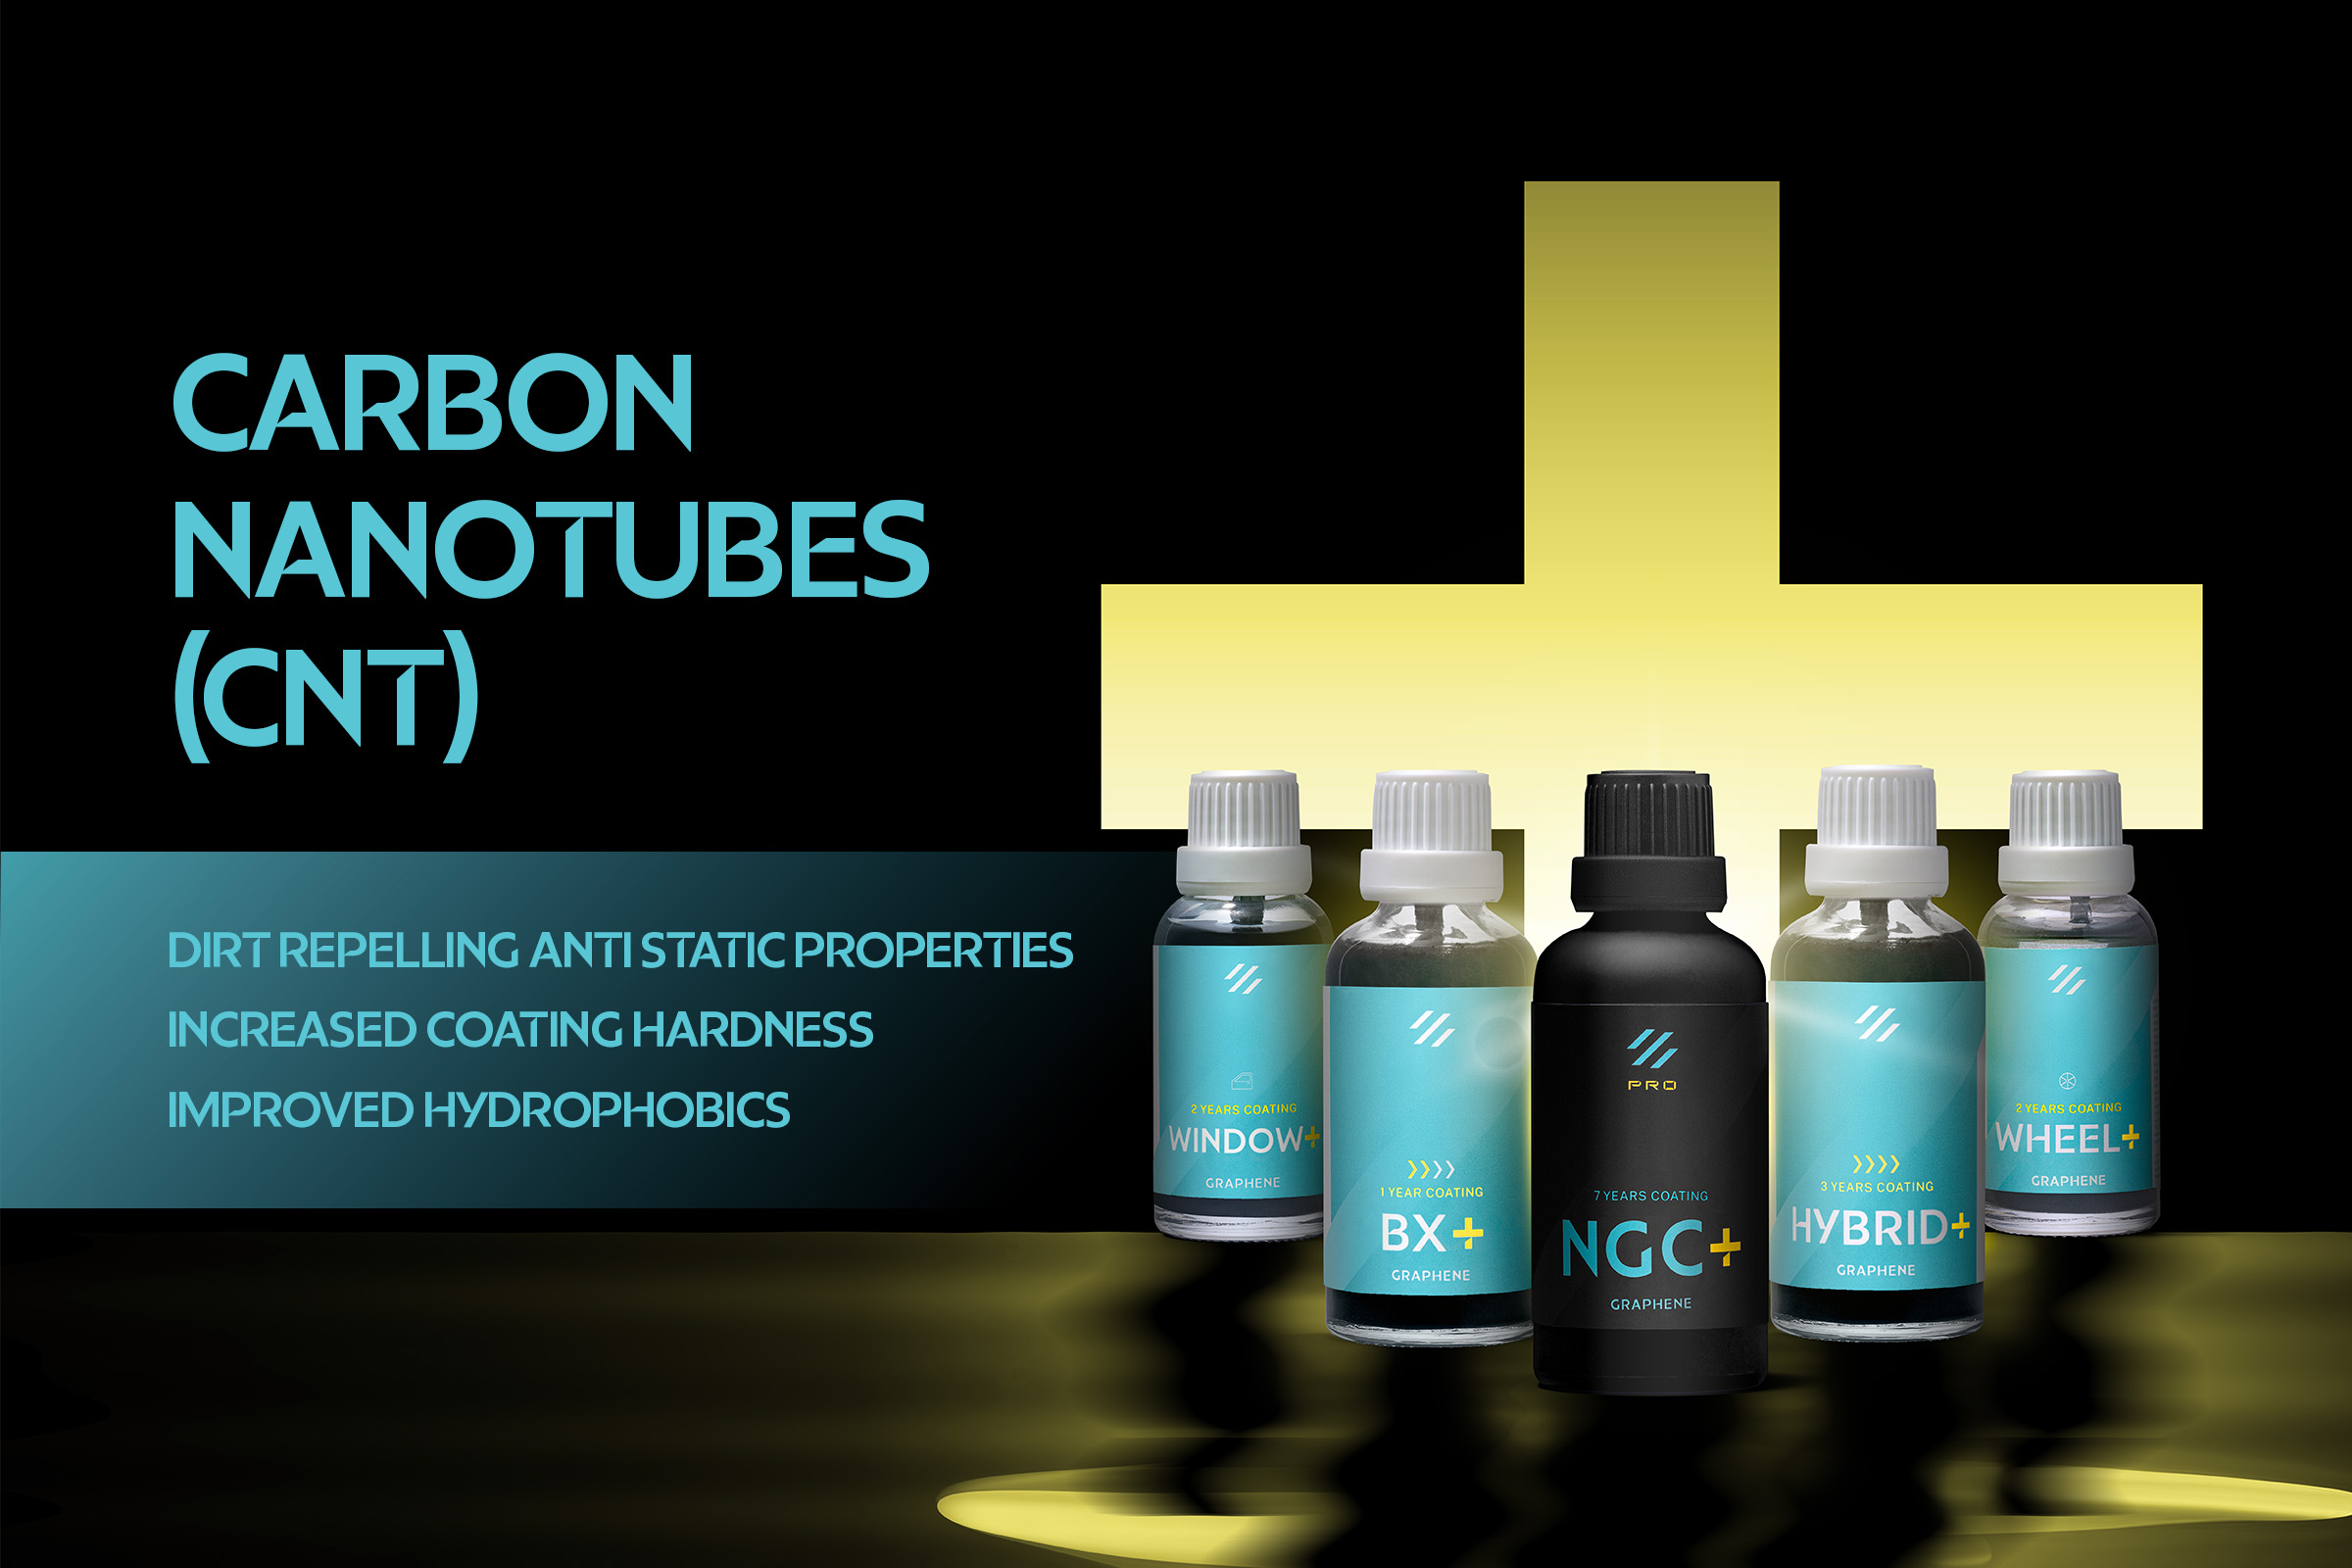 CARBON
NANOTUBES
(CNT)
DIRT REPELLING ANTI STATIC PROPERTIES
INCREASED COATING HARDNESS
IMPROVED HYDROPHOBICS
2 YEARS COATING
WINDOW+
GRAPHENE
1 YEAR COATING
BX+
GRAPHENE
PRO
7 YEARS COATING
NGC+
GRAPHENE
3 YEARS COATING
HYBRID+
GRAPHENE
2 YEARS COATING
WHEEL+
GRAPHENE